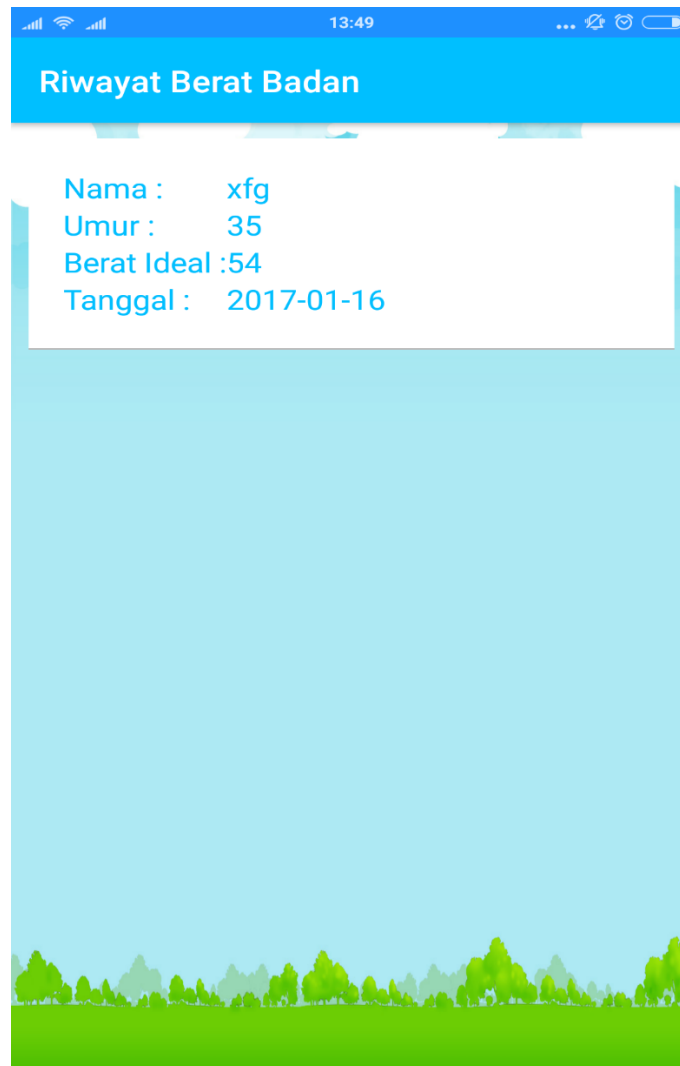 13:49
Riwayat Berat Badan
Nama : xfg
Umur : 35
Berat Ideal :54
Tanggal : 2017-01-16